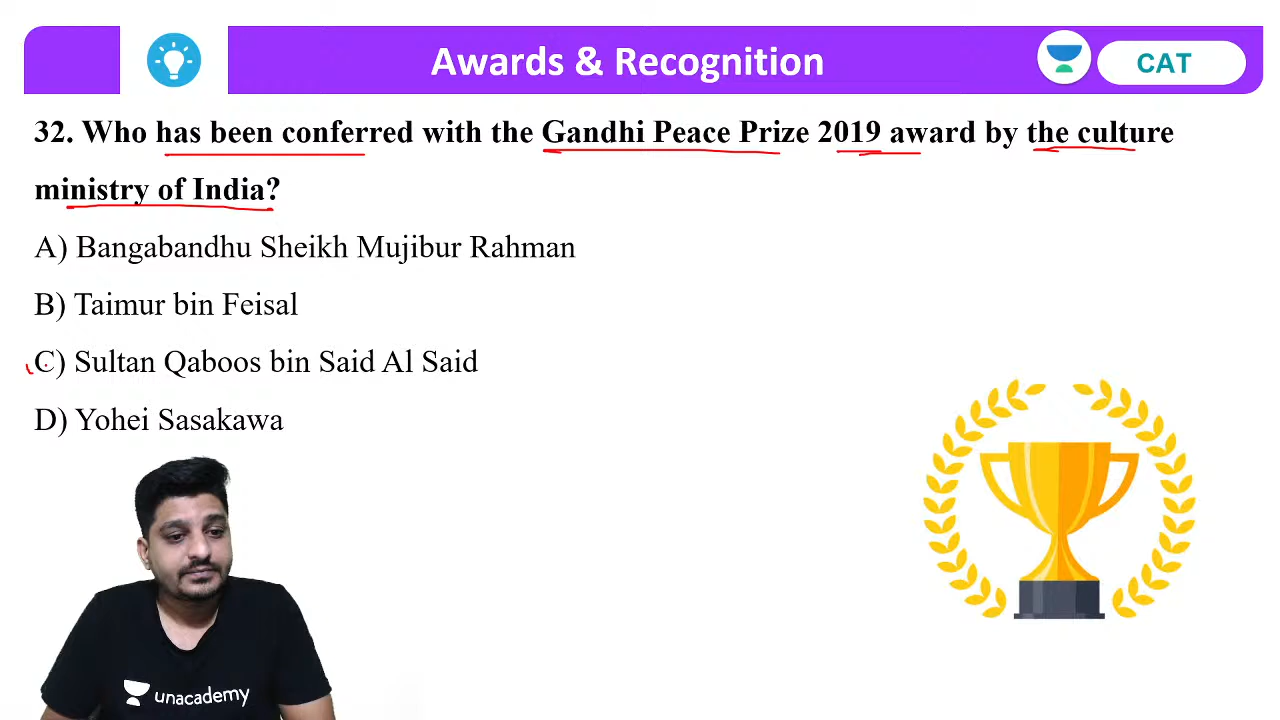 Awards & Recognition
CAT
32. Who has been conferred with the Gandhi Peace Prize 2019 award by the culture
ministry of India?
A) Bangabandhu Sheikh Mujibur Rahman
B) Taimur bin Feisal
C) Sultan Qaboos bin Said Al Said
D) Yohei Sasakawa
unacademy